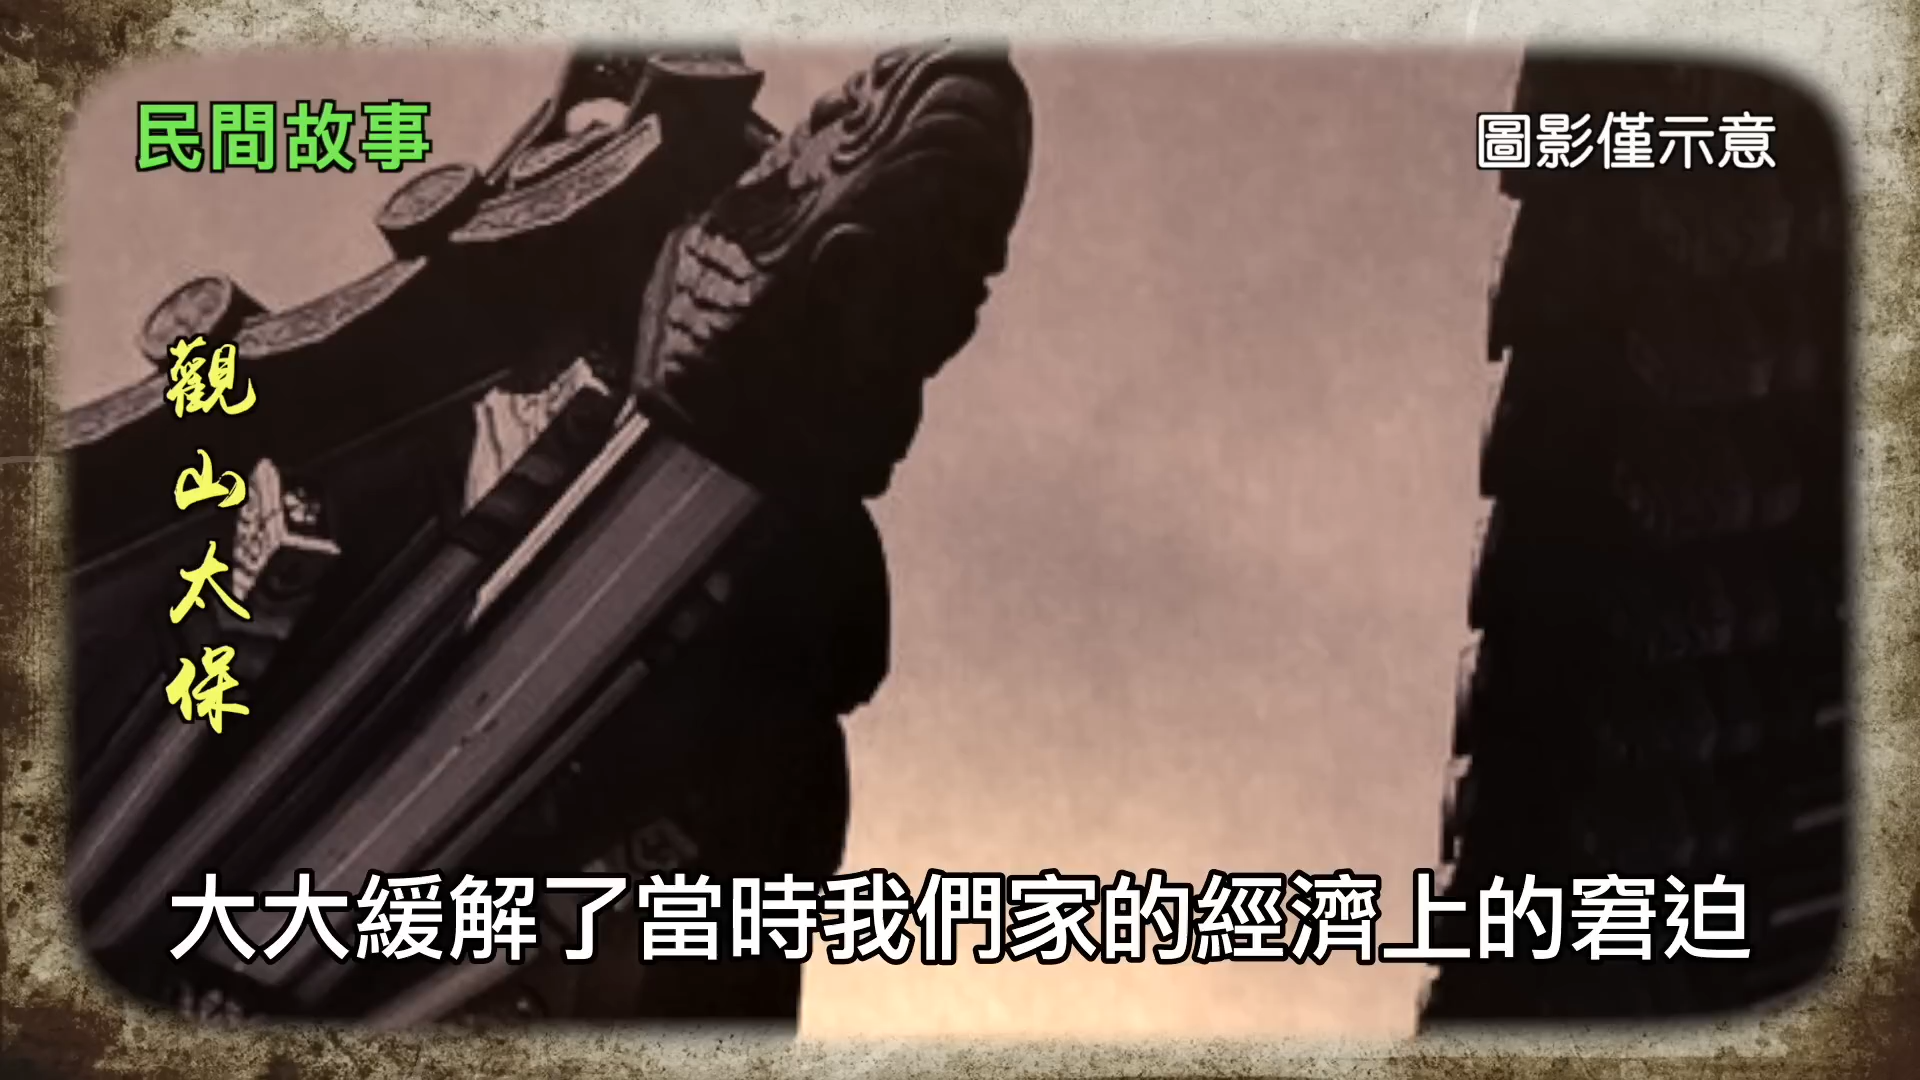 民間故事
圖影僅示意
觀山太保
大大緩解了當時我們家的經濟上的窘迫